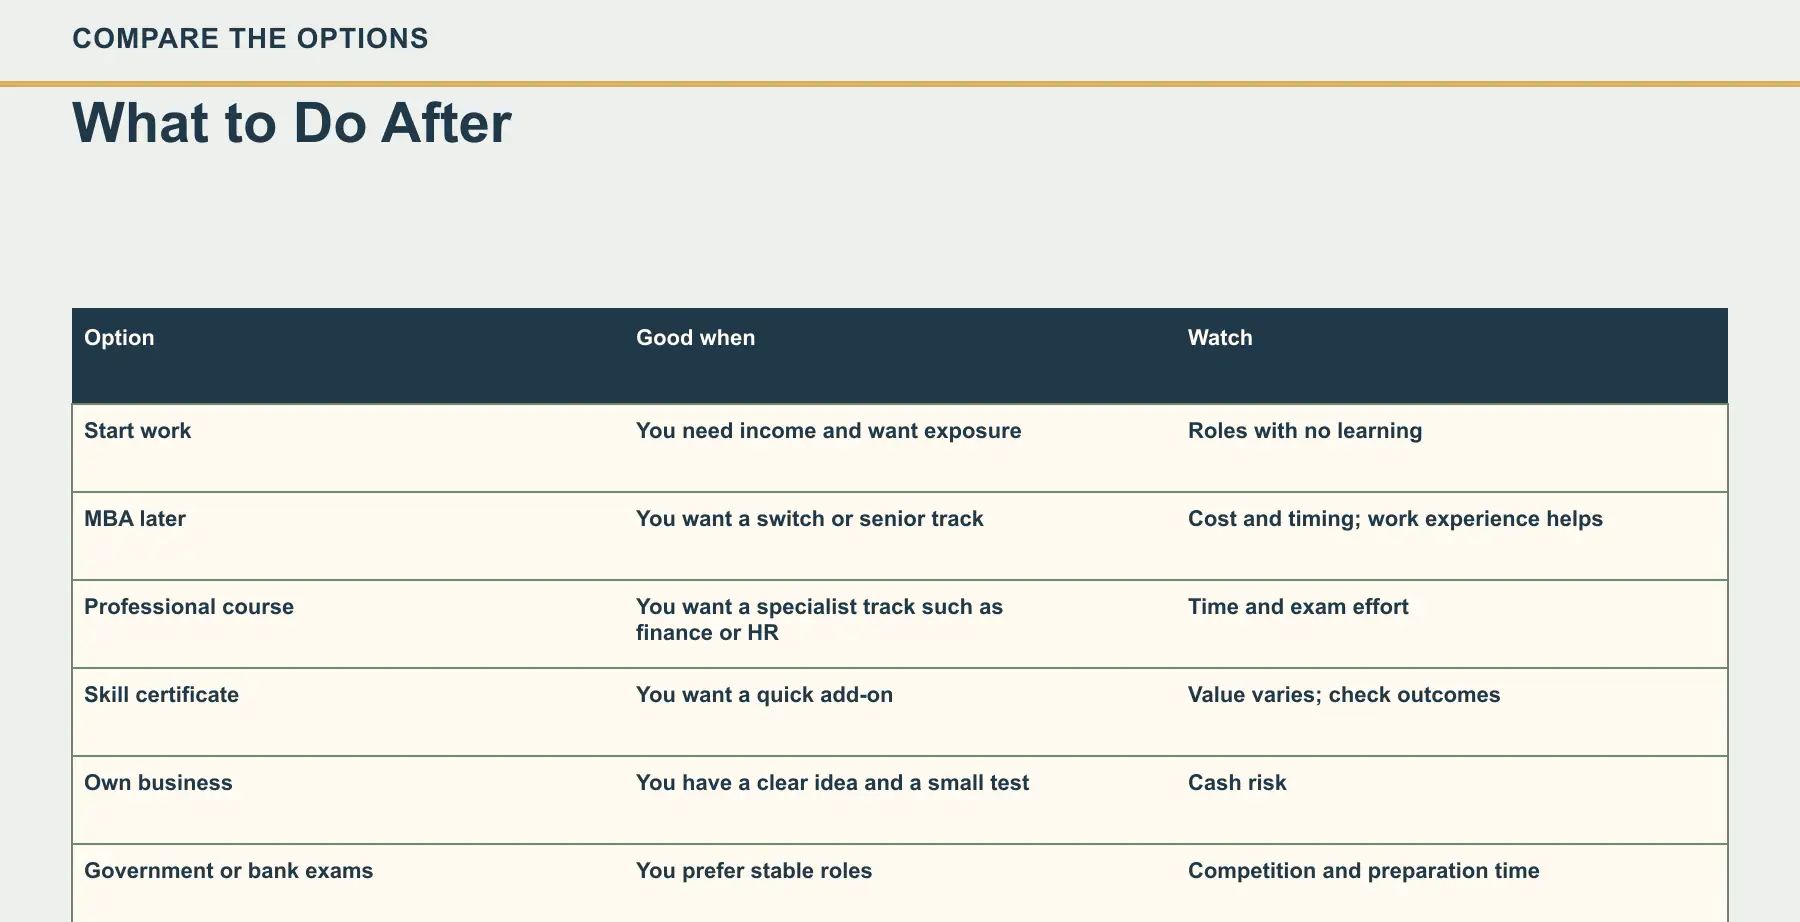 COMPARE THE OPTIONS
What to Do After
Option Good when Watch
Start work You need income and want exposure Roles with no learning
MBA later You want a switch or senior track Cost and timing; work experience helps
Professional course You want a specialist track such as Time and exam effort
finance or HR
Skill certificate You want a quick add-on Value varies; check outcomes
Own business You have a clear idea and a small test Cash risk
Government or bank exams You prefer stable roles Competition and preparation time